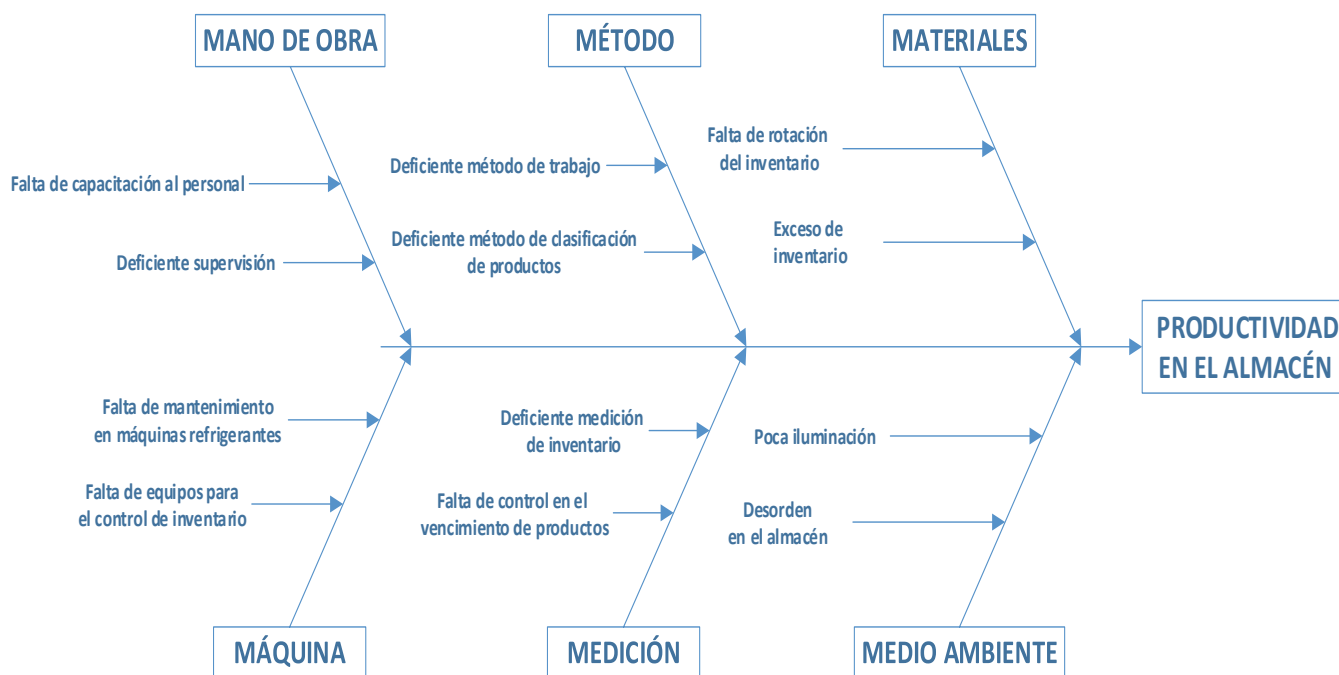 MANO DE OBRA
MÉTODO
MATERIALES
Falta de rotación
del inventario
Deficiente método de trabajo
Falta de capacitación al personal
Deficiente método de clasificación
de productos
Exceso de
inventario
Deficiente supervisión
PRODUCTIVIDAD
EN EL ALMACÉN
Falta de mantenimiento
en máquinas refrigerantes
Deficiente medición
de inventario
Poca iluminación
Falta de equipos para
el control de inventario
Falta de control en el
vencimiento de productos
Desorden
en el almacén
MÁQUINA
MEDICIÓN
MEDIO AMBIENTE